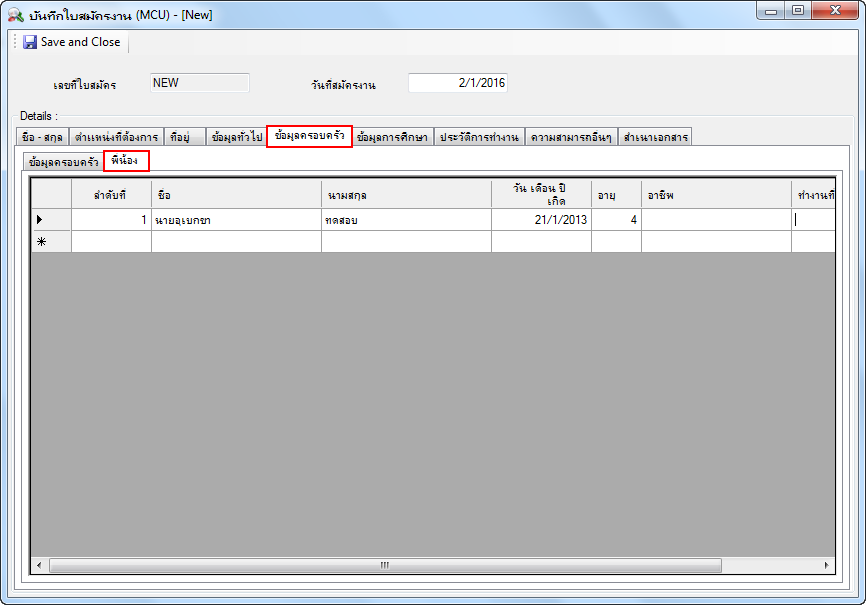 บันทึกใบสมัครงาน (MCU) - [New]
Save and Close
เลขที่ใบสมัคร NEW วันที่สมัครงาน 2/1/2016
Details :
ชื่อ - สกุล ตำแหน่งที่ต้องการ ที่อยู่ ข้อมูลทั่วไป ข้อมูลครอบครัว ข้อมูลการศึกษา ประวัติการทำงาน ความสามารถอื่นๆ สำเนาเอกสาร
ข้อมูลครอบครัว พี่น้อง
ลำดับที่ ชื่อ นามสกุล วัน เดือน ปี เกิด อายุ อาชีพ ทำงานที่
1 นายอุเบกขา ทดสอบ 21/1/2013 4